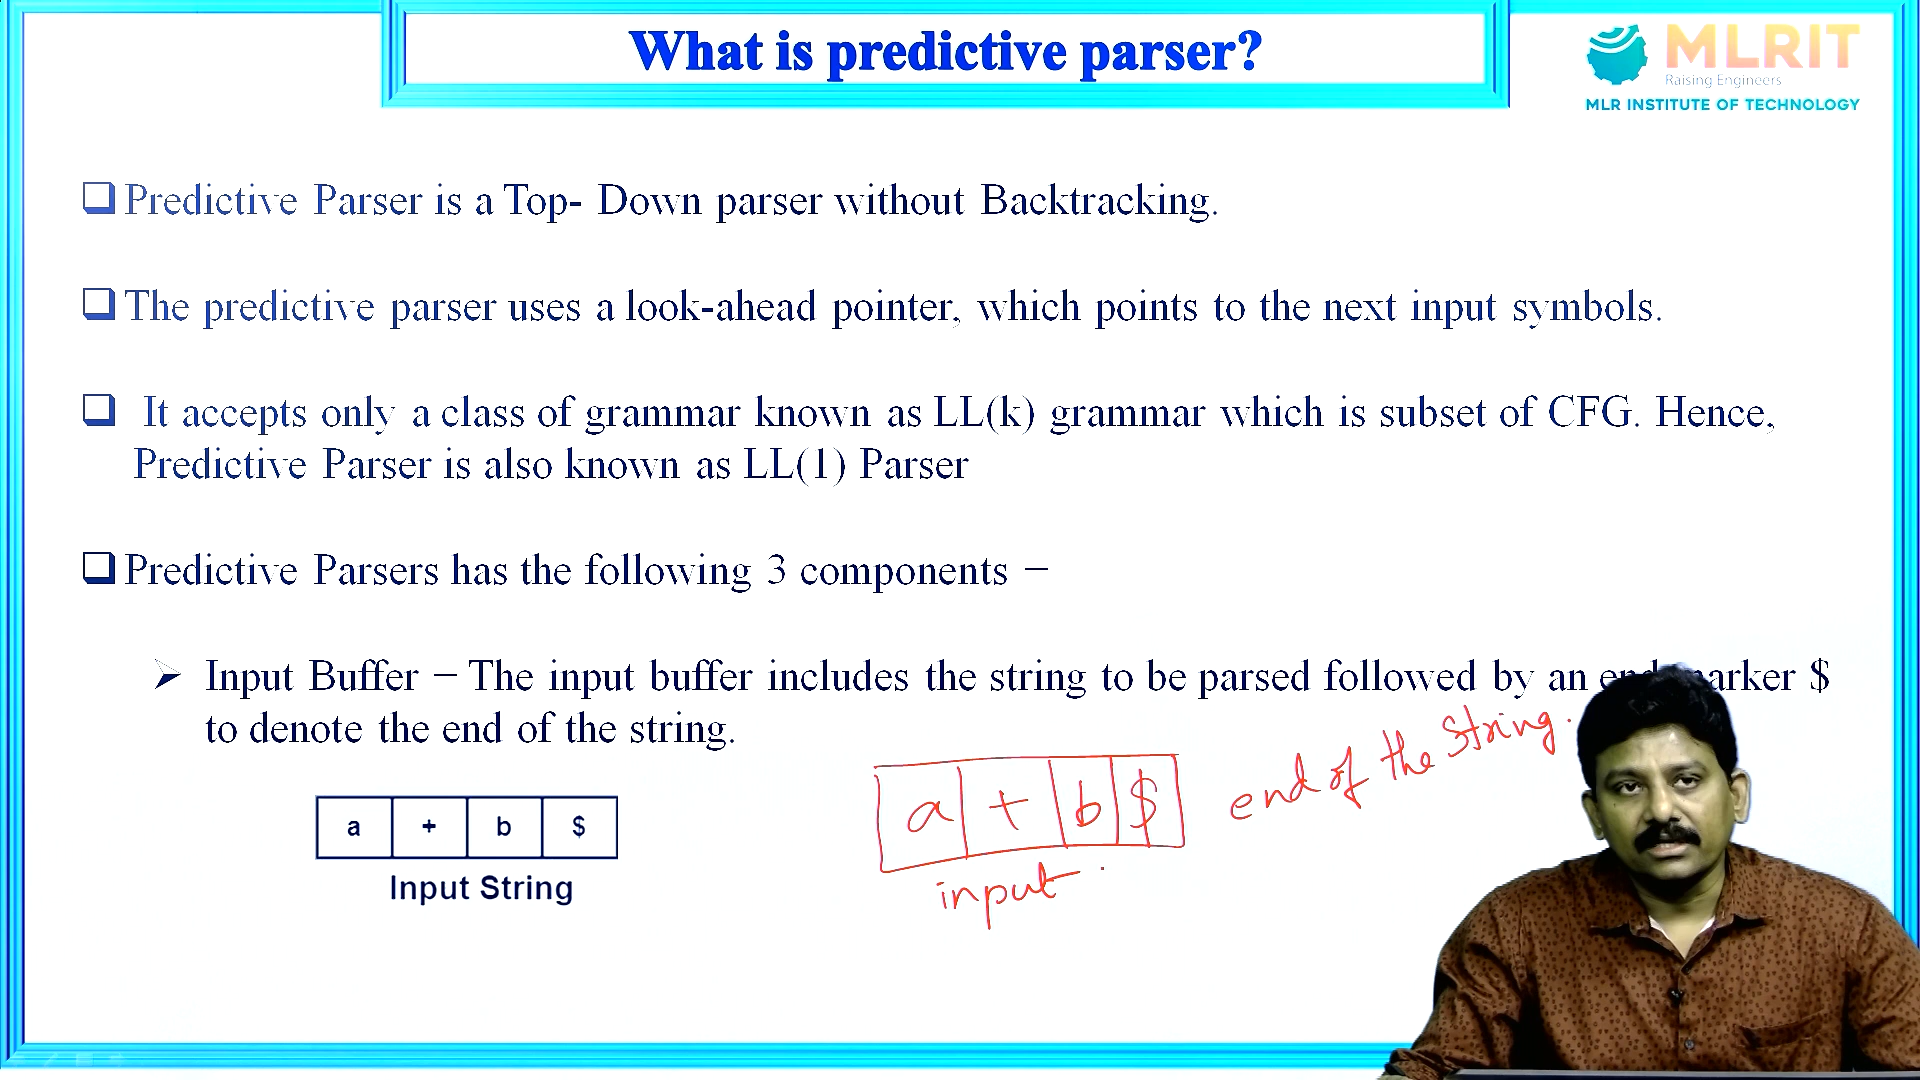 What is predictive parser?
MLRIT
Raising Engineers
MLR INSTITUTE OF TECHNOLOGY
Predictive Parser is a Top- Down parser without Backtracking.
The predictive parser uses a look-ahead pointer, which points to the next input symbols.
It accepts only a class of grammar known as LL(k) grammar which is subset of CFG. Hence,
Predictive Parser is also known as LL(1) Parser
Predictive Parsers has the following 3 components −
Input Buffer − The input buffer includes the string to be parsed followed by an $
to denote the end of the string.
a + b $
Input String
a + b $
input
end of the string.